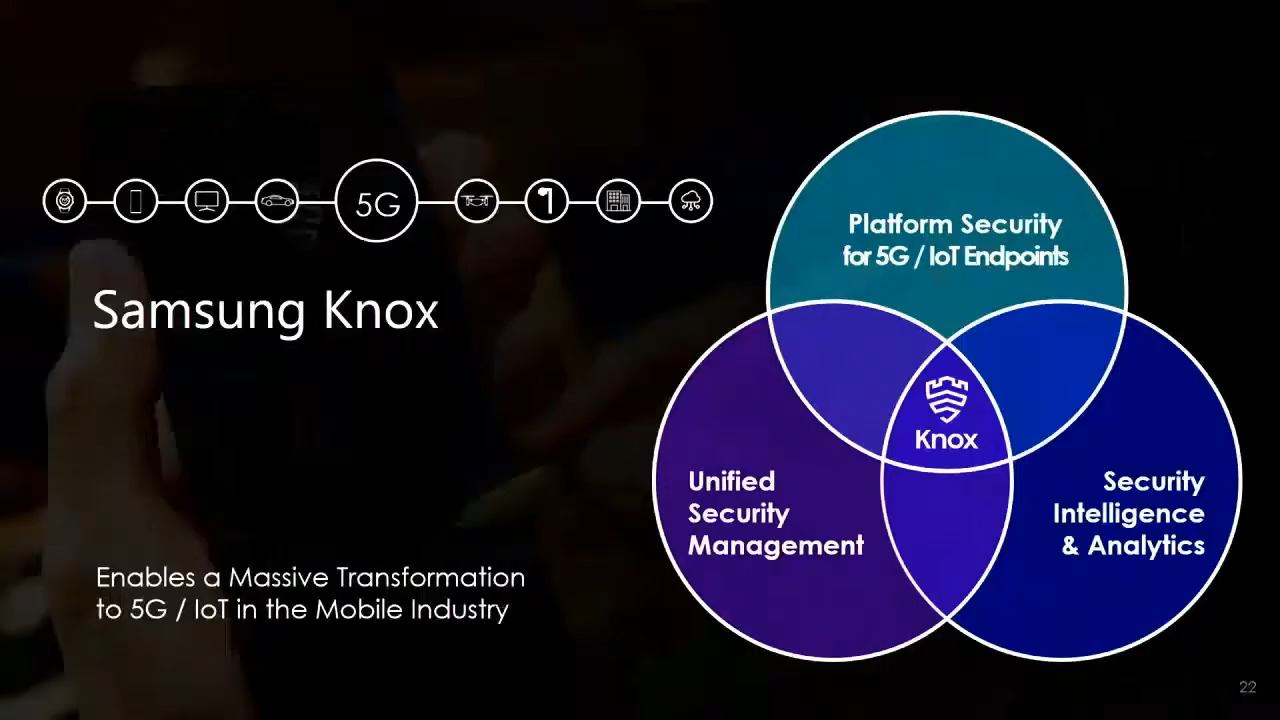 5G
Samsung Knox
Enables a Massive Transformation
to 5G / IoT in the Mobile Industry
Platform Security
for 5G / IoT Endpoints
Knox
Unified
Security
Management
Security
Intelligence
& Analytics
22